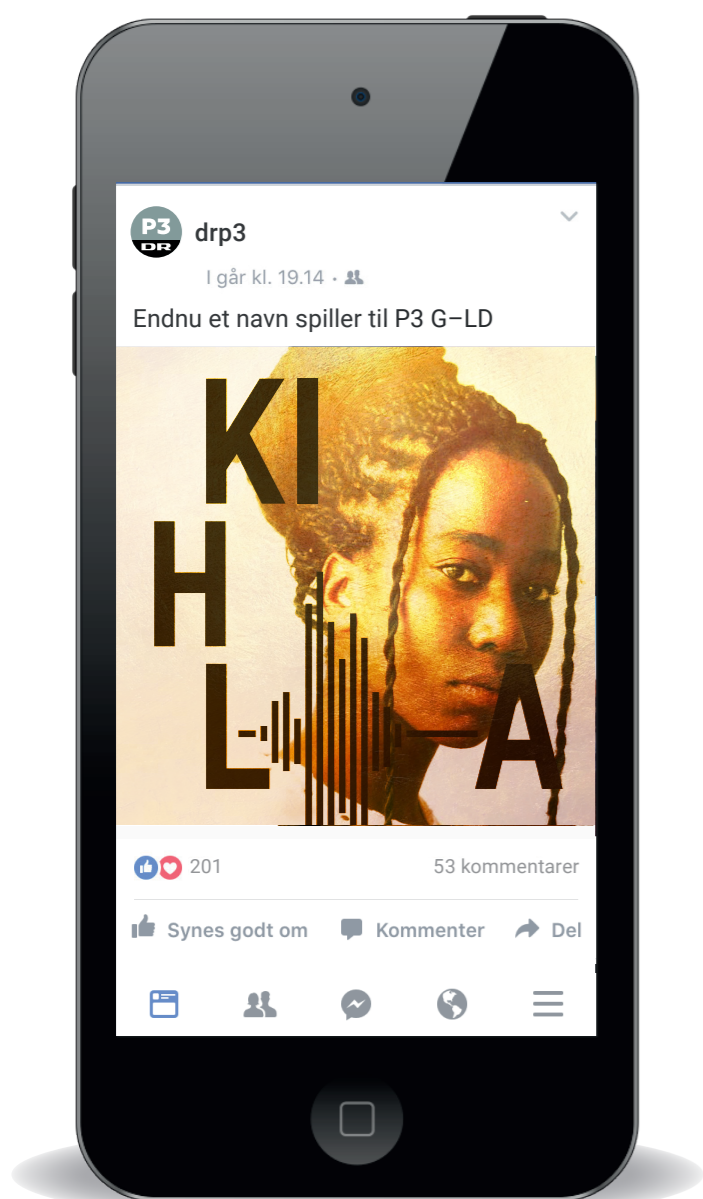 P3
DR
drp3
I går kl. 19.14 ·
Endnu et navn spiller til P3 G–LD
KI
H
L A
201
53 kommentarer
Synes godt om
Kommenter
Del